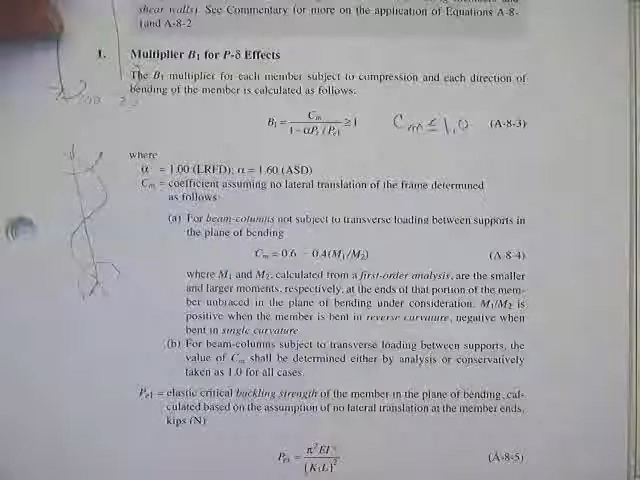 shear walls). See Commentary for more on the application of Equations A-8-
1 and A-8-2
1. Multiplier B₁ for P-δ Effects
The B₁ multiplier for each member subject to compression and each direction of
bending of the member is calculated as follows:
B₁ = Cₘ / (1 − αPᵣ / Pₑ₁) ≥ 1 Cₘ ≤ 1.0 (A-8-3)
where
α = 1.00 (LRFD); α = 1.60 (ASD)
Cₘ = coefficient assuming no lateral translation of the frame determined
as follows:
(a) For beam-columns not subject to transverse loading between supports in
the plane of bending
Cₘ = 0.6 − 0.4(M₁/M₂) (A-8-4)
where M₁ and M₂, calculated from a first-order analysis, are the smaller
and larger moments, respectively, at the ends of that portion of the mem-
ber unbraced in the plane of bending under consideration. M₁/M₂ is
positive when the member is bent in reverse curvature, negative when
bent in single curvature
(b) For beam-columns subject to transverse loading between supports, the
value of Cₘ shall be determined either by analysis or conservatively
taken as 1.0 for all cases.
Pₑ₁ = elastic critical buckling strength of the member in the plane of bending, cal-
culated based on the assumption of no lateral translation at the member ends,
kips (N)
Pₑ₁ = π²EI* / (K₁L)² (A-8-5)